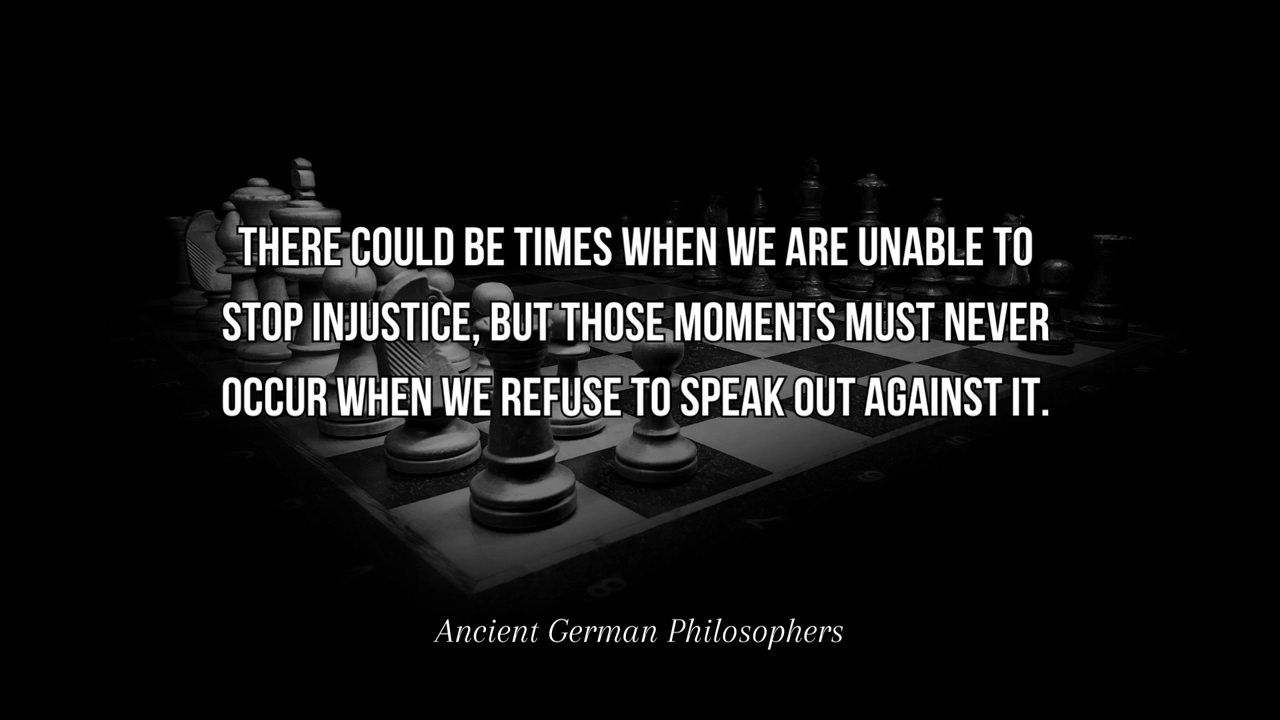 THERE COULD BE TIMES WHEN WE ARE UNABLE TO
STOP INJUSTICE, BUT THOSE MOMENTS MUST NEVER
OCCUR WHEN WE REFUSE TO SPEAK OUT AGAINST IT.
Ancient German Philosophers